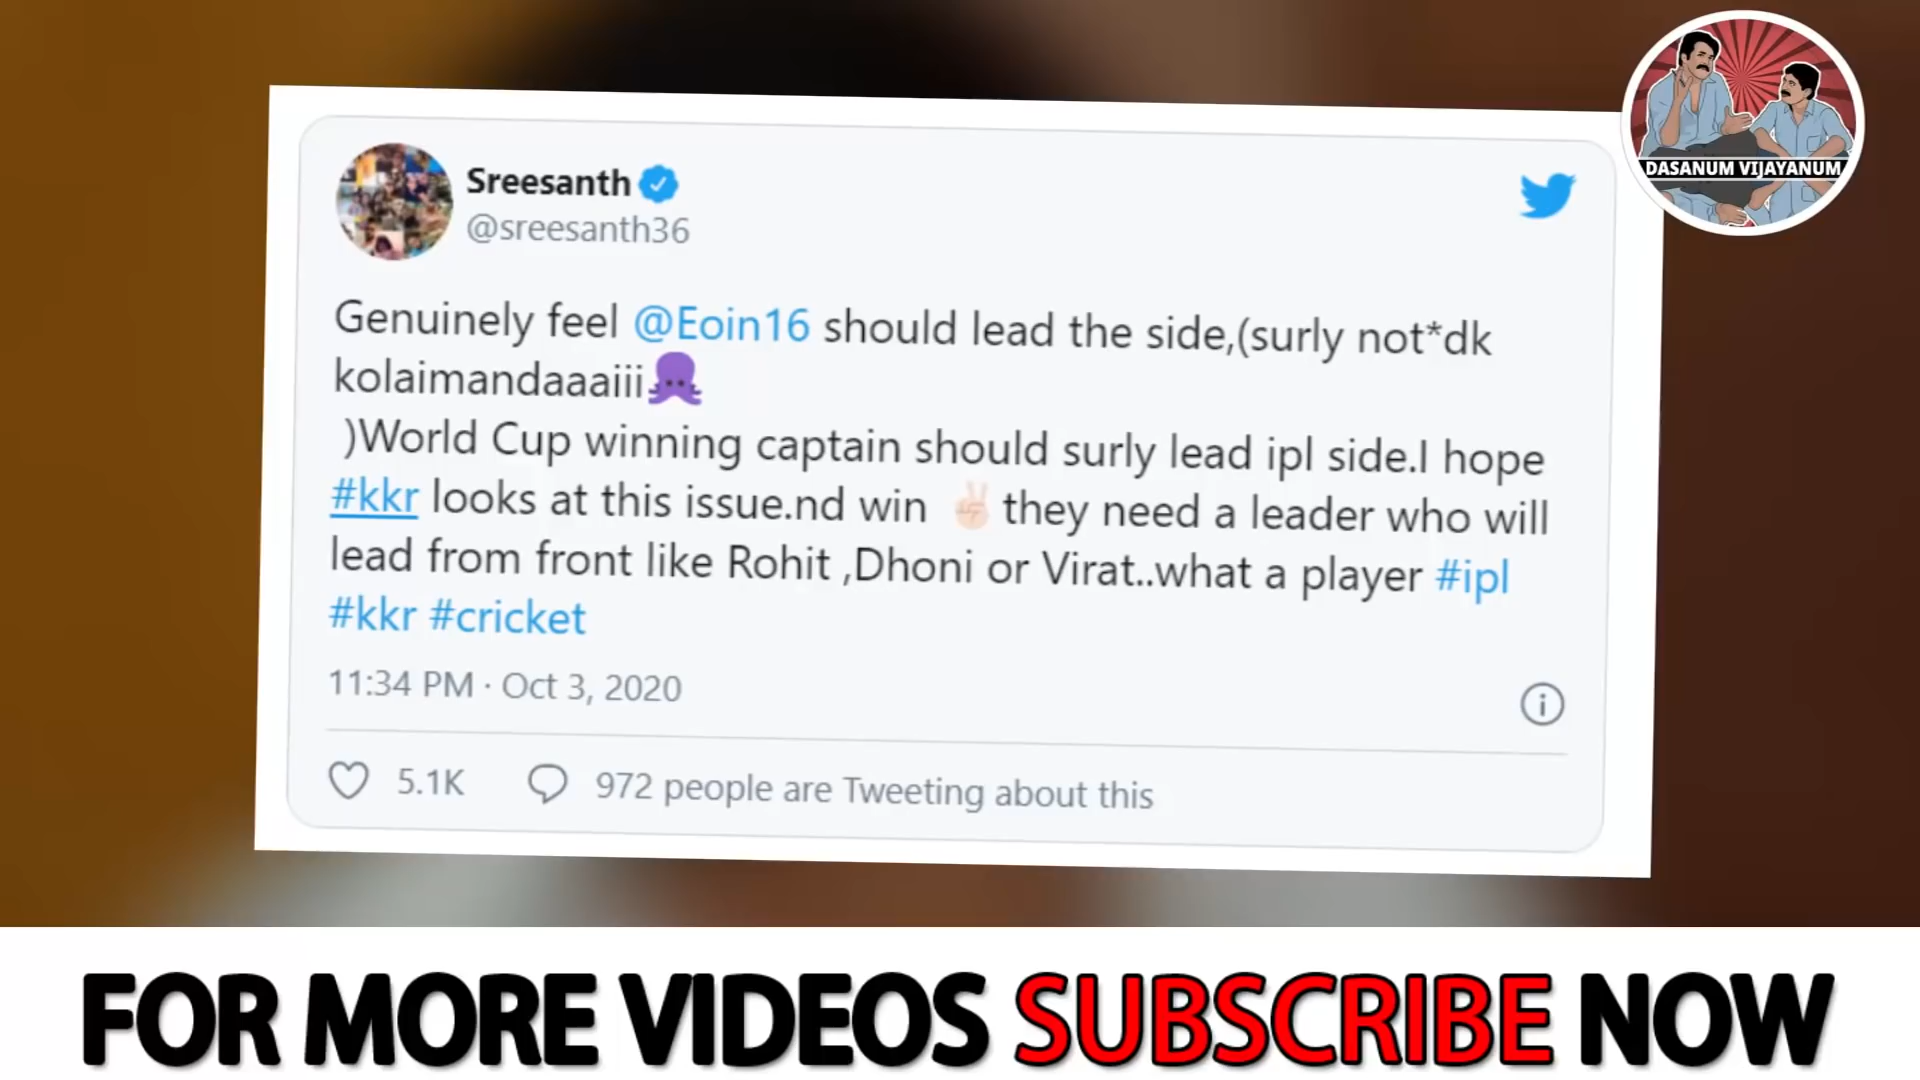 DASANUM VIJAYANUM
Sreesanth
@sreesanth36
Genuinely feel @Eoin16 should lead the side,(surly not*dk
kolaimandaaaiii🐙
)World Cup winning captain should surly lead ipl side.I hope
#kkr looks at this issue.nd win ✌🏻they need a leader who will
lead from front like Rohit ,Dhoni or Virat..what a player #ipl
#kkr #cricket
11:34 PM · Oct 3, 2020
5.1K 972 people are Tweeting about this
FOR MORE VIDEOS SUBSCRIBE NOW